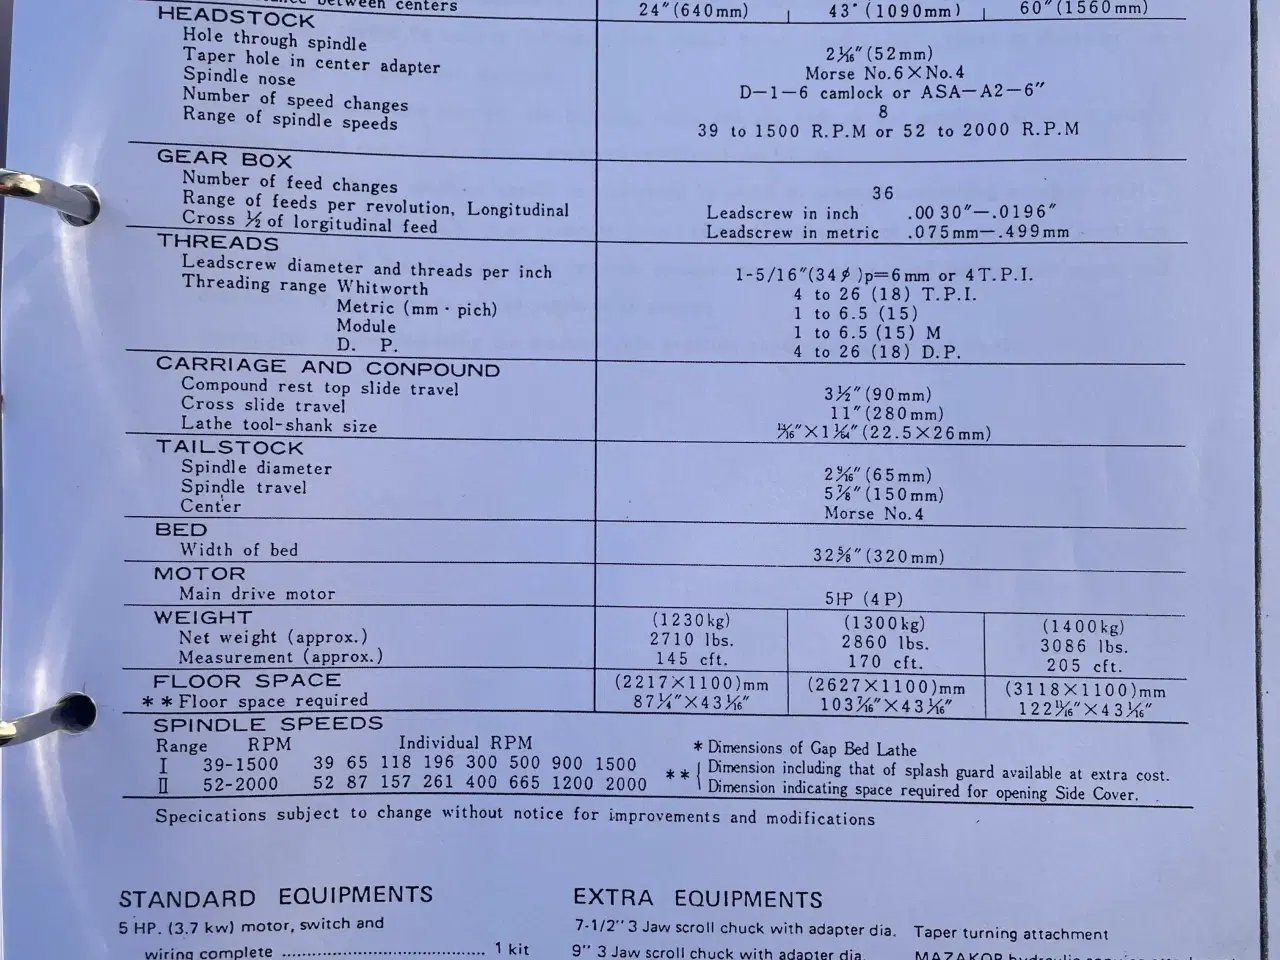 between centers 24"(640mm) 43"(1090mm) 60"(1560mm)
HEADSTOCK
Hole through spindle 2 1/16"(52mm)
Taper hole in center adapter Morse No.6×No.4
Spindle nose D-1-6 camlock or ASA-A2-6"
Number of speed changes 8
Range of spindle speeds 39 to 1500 R.P.M or 52 to 2000 R.P.M
GEAR BOX
Number of feed changes 36
Range of feeds per revolution, Longitudinal Leadscrew in inch .0030"-.0196"
Cross ½ of lorgitudinal feed Leadscrew in metric .075mm-.499mm
THREADS
Leadscrew diameter and threads per inch 1-5/16"(34∮)p=6mm or 4T.P.I.
Threading range Whitworth 4 to 26 (18) T.P.I.
Metric (mm · pich) 1 to 6.5 (15)
Module 1 to 6.5 (15) M
D. P. 4 to 26 (18) D.P.
CARRIAGE AND CONPOUND
Compound rest top slide travel 3½"(90mm)
Cross slide travel 11"(280mm)
Lathe tool-shank size (22.5×26mm)
TAILSTOCK
Spindle diameter 2 9/16"(65mm)
Spindle travel 5⅞"(150mm)
Center Morse No.4
BED
Width of bed 32⅝"(320mm)
MOTOR
Main drive motor 5HP (4P)
WEIGHT (1230kg) (1300kg) (1400kg)
Net weight (approx.) 2710 lbs. 2860 lbs. 3086 lbs.
Measurement (approx.) 145 cft. 170 cft. 205 cft.
FLOOR SPACE (2217×1100)mm (2627×1100)mm (3118×1100)mm
**Floor space required 87¼"×43 1/16" 103 7/16"×43 1/16" 122 11/16"×43 1/16"
SPINDLE SPEEDS
Range RPM Individual RPM * Dimensions of Gap Bed Lathe
I 39-1500 39 65 118 196 300 500 900 1500 ** Dimension including that of splash guard available at extra cost.
II 52-2000 52 87 157 261 400 665 1200 2000 Dimension indicating space required for opening Side Cover.
Specications subject to change without notice for improvements and modifications
STANDARD EQUIPMENTS EXTRA EQUIPMENTS
5 HP. (3.7 kw) motor, switch and 7-1/2" 3 Jaw scroll chuck with adapter dia. Taper turning attachment
wiring complete ........ 1 kit 9" 3 Jaw scroll chuck with adapter dia. MAZAKOP hydraulic